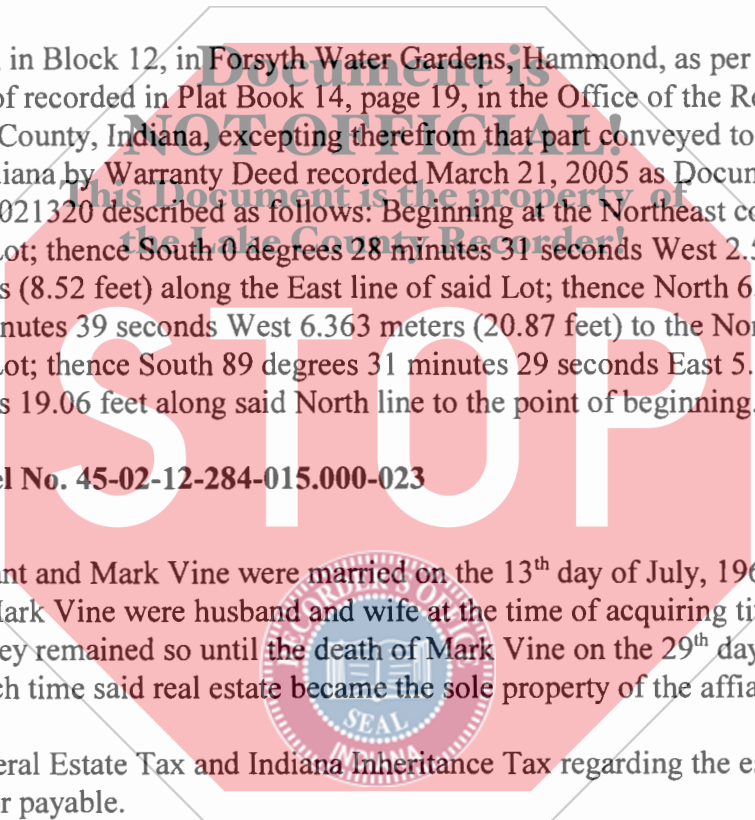 in Block 12, in Forsyth Water Gardens, Hammond, as per
of recorded in Plat Book 14, page 19, in the Office of the Re
County, Indiana, excepting therefrom that part conveyed to
diana by Warranty Deed recorded March 21, 2005 as Docum
021320 described as follows: Beginning at the Northeast co
Lot; thence South 0 degrees 28 minutes 31 seconds West 2.5
s (8.52 feet) along the East line of said Lot; thence North 6
nutes 39 seconds West 6.363 meters (20.87 feet) to the Nor
Lot; thence South 89 degrees 31 minutes 29 seconds East 5.
s 19.06 feet along said North line to the point of beginning.
el No. 45-02-12-284-015.000-023
ant and Mark Vine were married on the 13th day of July, 196
Mark Vine were husband and wife at the time of acquiring ti
ey remained so until the death of Mark Vine on the 29th day
ch time said real estate became the sole property of the affia
eral Estate Tax and Indiana Inheritance Tax regarding the es
r payable.
Document is
NOT OFFICIAL!
This Document is the property of
the Lake County Recorder!
STOP
RECORDER'S OFFICE
SEAL
INDIANA